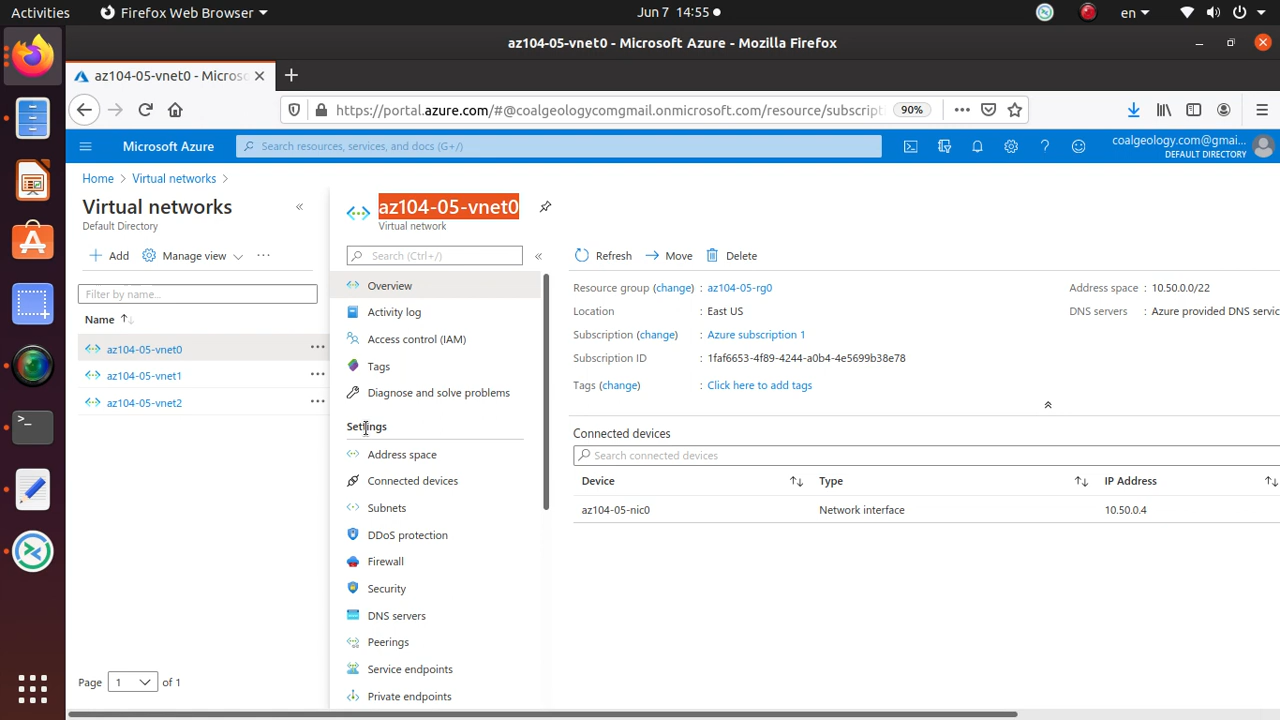 Activities
Firefox Web Browser
Jun 7 14:55
en
az104-05-vnet0 - Microsoft Azure - Mozilla Firefox
az104-05-vnet0 - Micros
https://portal.azure.com/#@coalgeologycomgmail.onmicrosoft.com/resource/subscript
90%
Microsoft Azure
Search resources, services, and docs (G+/)
coalgeology.com@gmai...
DEFAULT DIRECTORY
Home > Virtual networks >
Virtual networks
Default Directory
Add
Manage view
Filter by name...
Name
az104-05-vnet0
az104-05-vnet1
az104-05-vnet2
Page 1 of 1
az104-05-vnet0
Virtual network
Search (Ctrl+/)
Overview
Activity log
Access control (IAM)
Tags
Diagnose and solve problems
Settings
Address space
Connected devices
Subnets
DDoS protection
Firewall
Security
DNS servers
Peerings
Service endpoints
Private endpoints
Refresh
Move
Delete
Resource group (change) : az104-05-rg0
Location : East US
Subscription (change) : Azure subscription 1
Subscription ID : 1faf6653-4f89-4244-a0b4-4e5699b38e78
Tags (change) : Click here to add tags
Address space : 10.50.0.0/22
DNS servers : Azure provided DNS servic
Connected devices
Search connected devices
Device Type IP Address
az104-05-nic0 Network interface 10.50.0.4